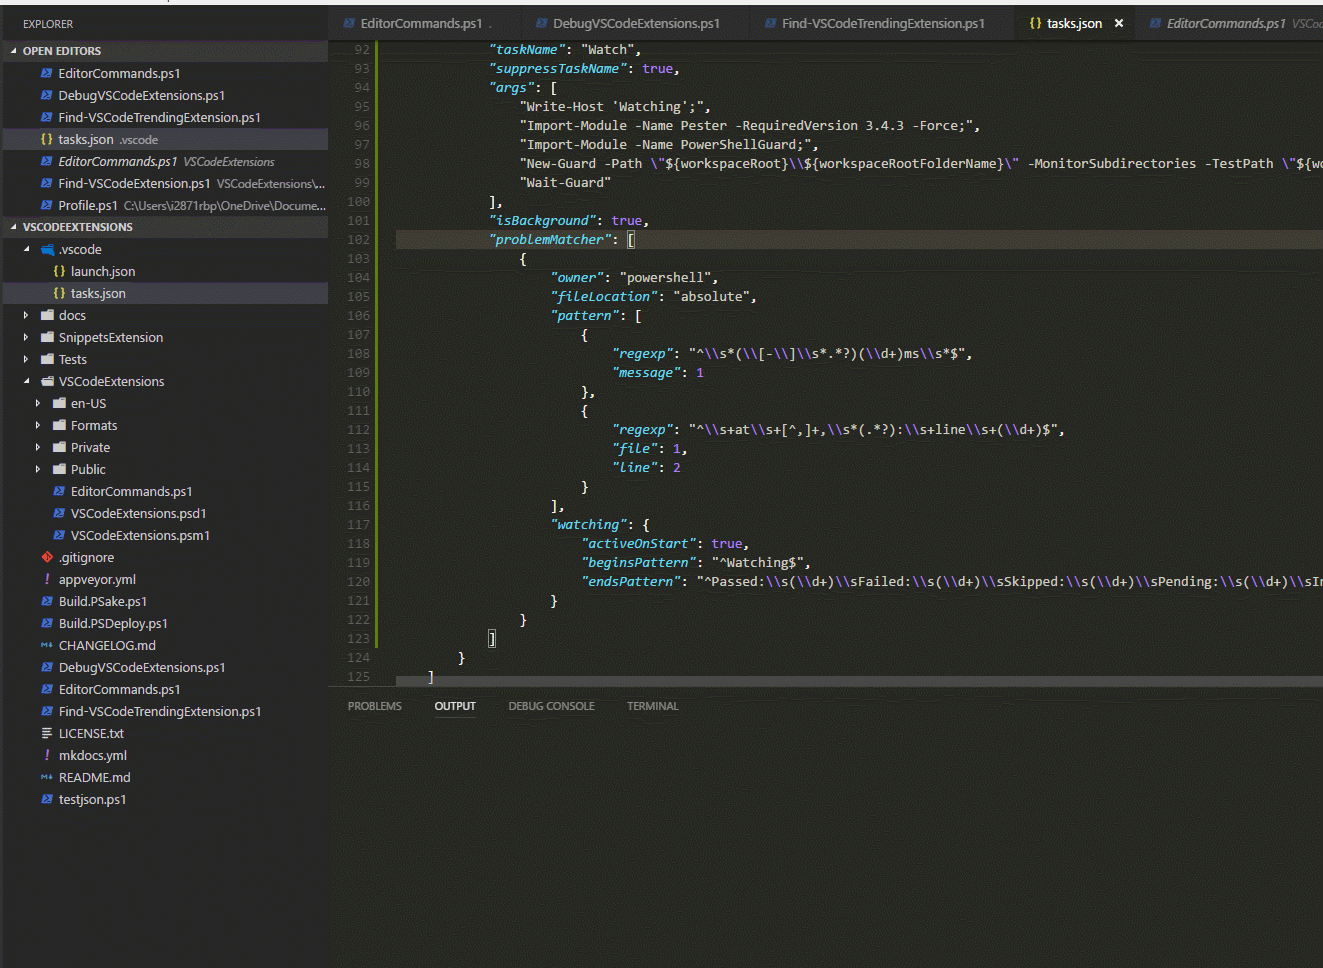 EXPLORER
OPEN EDITORS
EditorCommands.ps1
DebugVSCodeExtensions.ps1
Find-VSCodeTrendingExtension.ps1
{} tasks.json .vscode
EditorCommands.ps1 VSCodeExtensions
Find-VSCodeExtension.ps1 VSCodeExtensions\...
Profile.ps1 C:\Users\i2871rbp\OneDrive\Docume...
VSCODEEXTENSIONS
.vscode
{} launch.json
{} tasks.json
docs
SnippetsExtension
Tests
VSCodeExtensions
en-US
Formats
Private
Public
EditorCommands.ps1
VSCodeExtensions.psd1
VSCodeExtensions.psm1
.gitignore
! appveyor.yml
Build.PSake.ps1
Build.PSDeploy.ps1
CHANGELOG.md
DebugVSCodeExtensions.ps1
EditorCommands.ps1
Find-VSCodeTrendingExtension.ps1
LICENSE.txt
! mkdocs.yml
README.md
testjson.ps1
EditorCommands.ps1 . DebugVSCodeExtensions.ps1 Find-VSCodeTrendingExtension.ps1 {} tasks.json × EditorCommands.ps1 VSCo
92 "taskName": "Watch",
93 "suppressTaskName": true,
94 "args": [
95 "Write-Host 'Watching';",
96 "Import-Module -Name Pester -RequiredVersion 3.4.3 -Force;",
97 "Import-Module -Name PowerShellGuard;",
98 "New-Guard -Path \"${workspaceRoot}\\${workspaceRootFolderName}\" -MonitorSubdirectories -TestPath \"${wo
99 "Wait-Guard"
100 ],
101 "isBackground": true,
102 "problemMatcher": [
103 {
104 "owner": "powershell",
105 "fileLocation": "absolute",
106 "pattern": [
107 {
108 "regexp": "^\\s*(\\[-\\]\\s*.*?)(\\d+)ms\\s*$",
109 "message": 1
110 },
111 {
112 "regexp": "^\\s+at\\s+[^,]+,\\s*(.*?):\\s+line\\s+(\\d+)$",
113 "file": 1,
114 "line": 2
115 }
116 ],
117 "watching": {
118 "activeOnStart": true,
119 "beginsPattern": "^Watching$",
120 "endsPattern": "^Passed:\\s(\\d+)\\sFailed:\\s(\\d+)\\sSkipped:\\s(\\d+)\\sPending:\\s(\\d+)\\sIn
121 }
122 }
123 ]
124 }
125 ]
PROBLEMS OUTPUT DEBUG CONSOLE TERMINAL